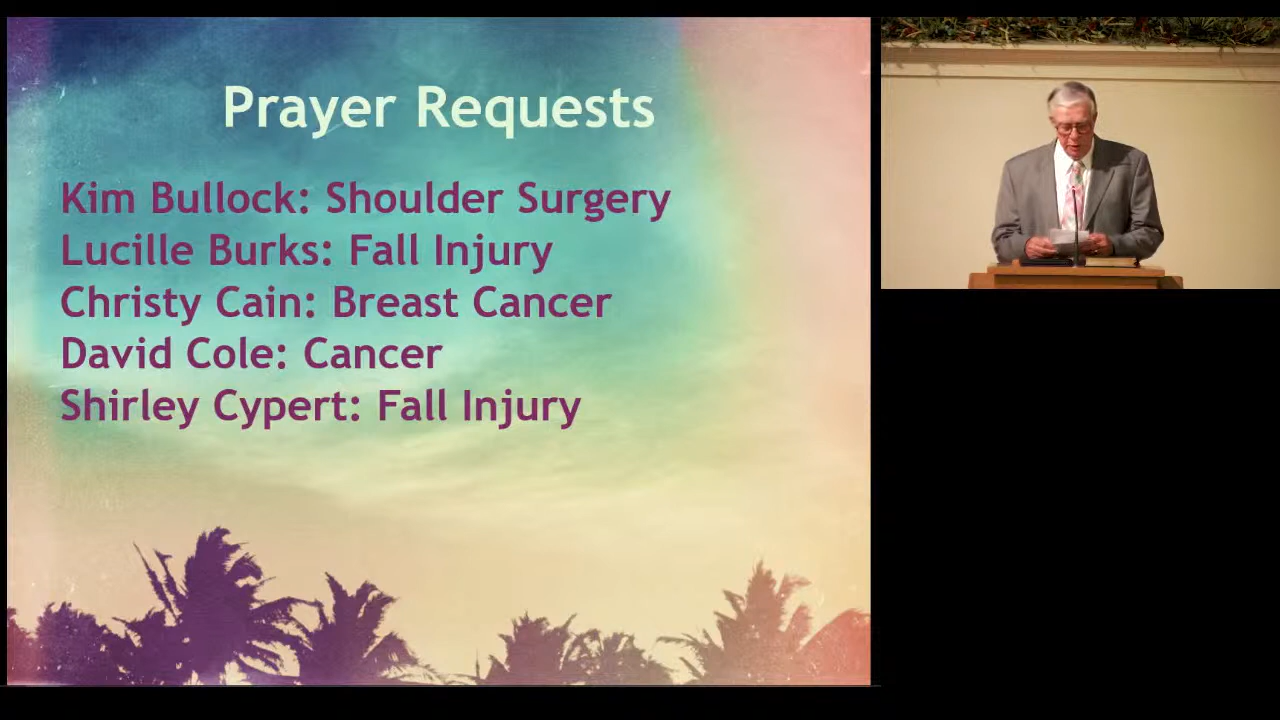 Prayer Requests
Kim Bullock: Shoulder Surgery
Lucille Burks: Fall Injury
Christy Cain: Breast Cancer
David Cole: Cancer
Shirley Cypert: Fall Injury